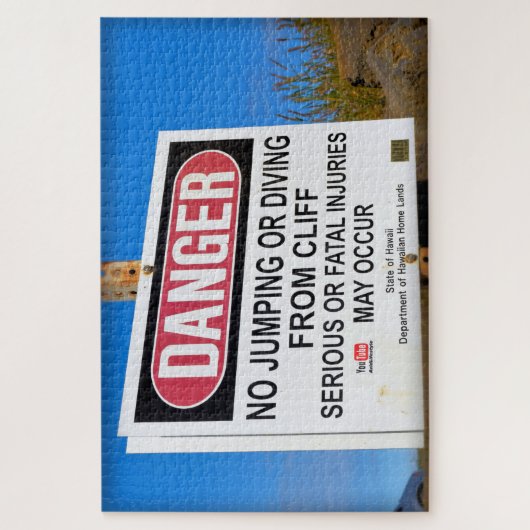 DANGER
NO JUMPING OR DIVING
FROM CLIFF
SERIOUS OR FATAL INJURIES
MAY OCCUR
YouTube
State of Hawaii
Department of Hawaiian Home Lands